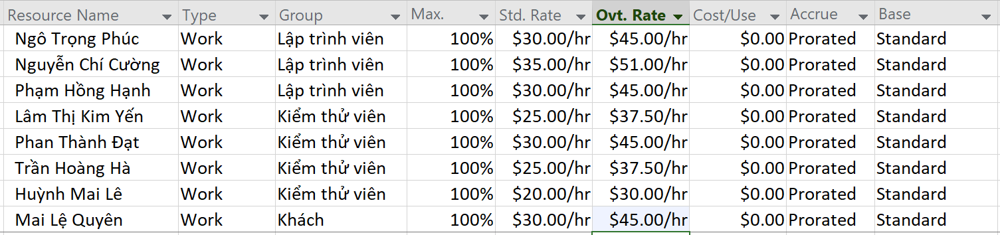 Resource Name Type Group Max. Std. Rate Ovt. Rate Cost/Use Accrue Base
Ngô Trọng Phúc Work Lập trình viên 100% $30.00/hr $45.00/hr $0.00 Prorated Standard
Nguyễn Chí Cường Work Lập trình viên 100% $35.00/hr $51.00/hr $0.00 Prorated Standard
Phạm Hồng Hạnh Work Lập trình viên 100% $30.00/hr $45.00/hr $0.00 Prorated Standard
Lâm Thị Kim Yến Work Kiểm thử viên 100% $25.00/hr $37.50/hr $0.00 Prorated Standard
Phan Thành Đạt Work Kiểm thử viên 100% $30.00/hr $45.00/hr $0.00 Prorated Standard
Trần Hoàng Hà Work Kiểm thử viên 100% $25.00/hr $37.50/hr $0.00 Prorated Standard
Huỳnh Mai Lê Work Kiểm thử viên 100% $20.00/hr $30.00/hr $0.00 Prorated Standard
Mai Lệ Quyên Work Khách 100% $30.00/hr $45.00/hr $0.00 Prorated Standard